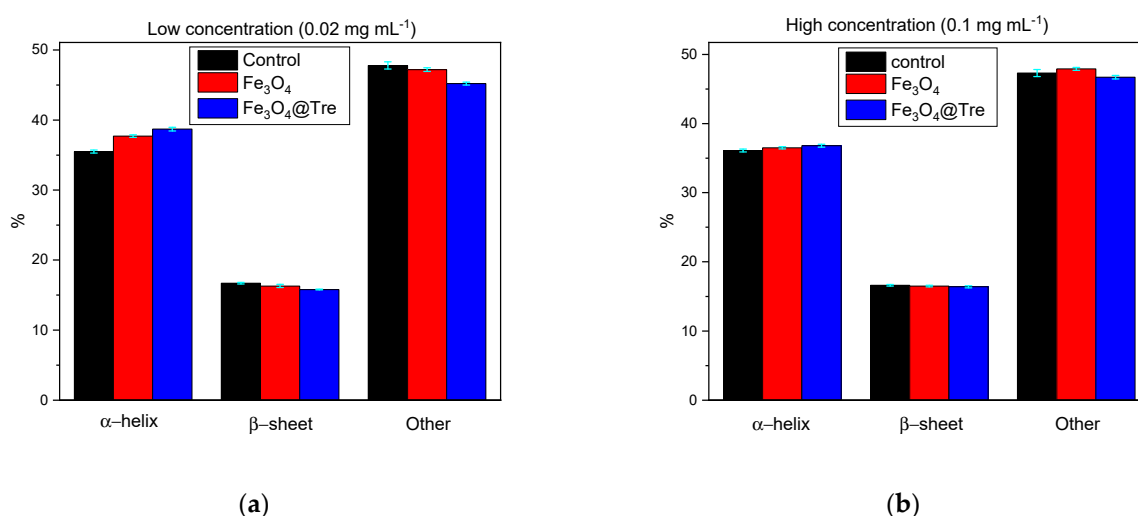 Low concentration (0.02 mg mL⁻¹)
Control
Fe₃O₄
Fe₃O₄@Tre
50
40
30
20
10
0
%
α–helix
β–sheet
Other
(a)
High concentration (0.1 mg mL⁻¹)
control
Fe₃O₄
Fe₃O₄@Tre
50
40
30
20
10
0
%
α–helix
β–sheet
Other
(b)